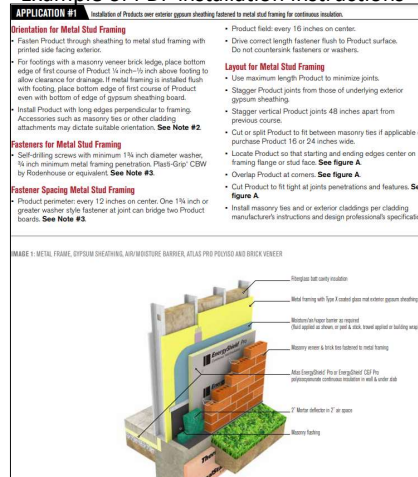 Example of PDF Installation Instructions
APPLICATION #1 Installation of Products over exterior gypsum sheathing fastened to metal stud framing for continuous insulation.
Orientation for Metal Stud Framing
• Fasten Product through sheathing to metal stud framing with
printed side facing exterior.
• For footings with a masonry veneer brick ledge, place bottom
edge of first course of Product ¼ inch–½ inch above footing to
allow clearance for drainage. If metal framing is installed flush
with footing, place bottom edge of first course of Product
even with bottom of edge of gypsum sheathing board.
• Install Product with long edges perpendicular to framing.
Accessories such as masonry ties or other cladding
attachments may dictate suitable orientation. See Note #2.
Fasteners for Metal Stud Framing
• Self-drilling screws with minimum 1¾ inch diameter washer,
¾ inch minimum metal framing penetration. Plasti-Grip® CBW
by Rodenhouse or equivalent. See Note #3.
Fastener Spacing Metal Stud Framing
• Product perimeter: every 12 inches on center. One 1¾ inch or
greater washer style fastener at joint can bridge two Product
boards. See Note #3.
• Product field: every 16 inches on center.
• Drive correct length fastener flush to Product surface.
Do not countersink fasteners or washers.
Layout for Metal Stud Framing
• Use maximum length Product to minimize joints.
• Stagger Product joints from those of underlying exterior
gypsum sheathing.
• Stagger vertical Product joints 48 inches apart from
previous course.
• Cut or split Product to fit between masonry ties if applicable
purchase Product 16 or 24 inches wide.
• Locate Product so that starting and ending edges center on
framing flange or stud face. See figure A.
• Overlap Product at corners. See figure A.
• Cut Product to fit tight at joints penetrations and features. Se
figure A.
• Install masonry ties and or exterior claddings per cladding
manufacturer's instructions and design professional's specificati
IMAGE 1: METAL FRAME, GYPSUM SHEATHING, AIR/MOISTURE BARRIER, ATLAS PRO POLYISO AND BRICK VENEER
Fiberglass batt cavity insulation
Metal framing with Type X coated glass mat exterior gypsum sheathing
Moisture/air/vapor barrier as required
(fluid applied as shown, or peel & stick, trowel applied or building wrap
Masonry veneer & brick ties fastened to metal framing
Atlas EnergyShield® Pro or EnergyShield® CGF Pro
polyisocyanurate continuous insulation in wall & under slab
2" Mortar deflector in 2" air space
Masonry flashing
EnergyShield Pro